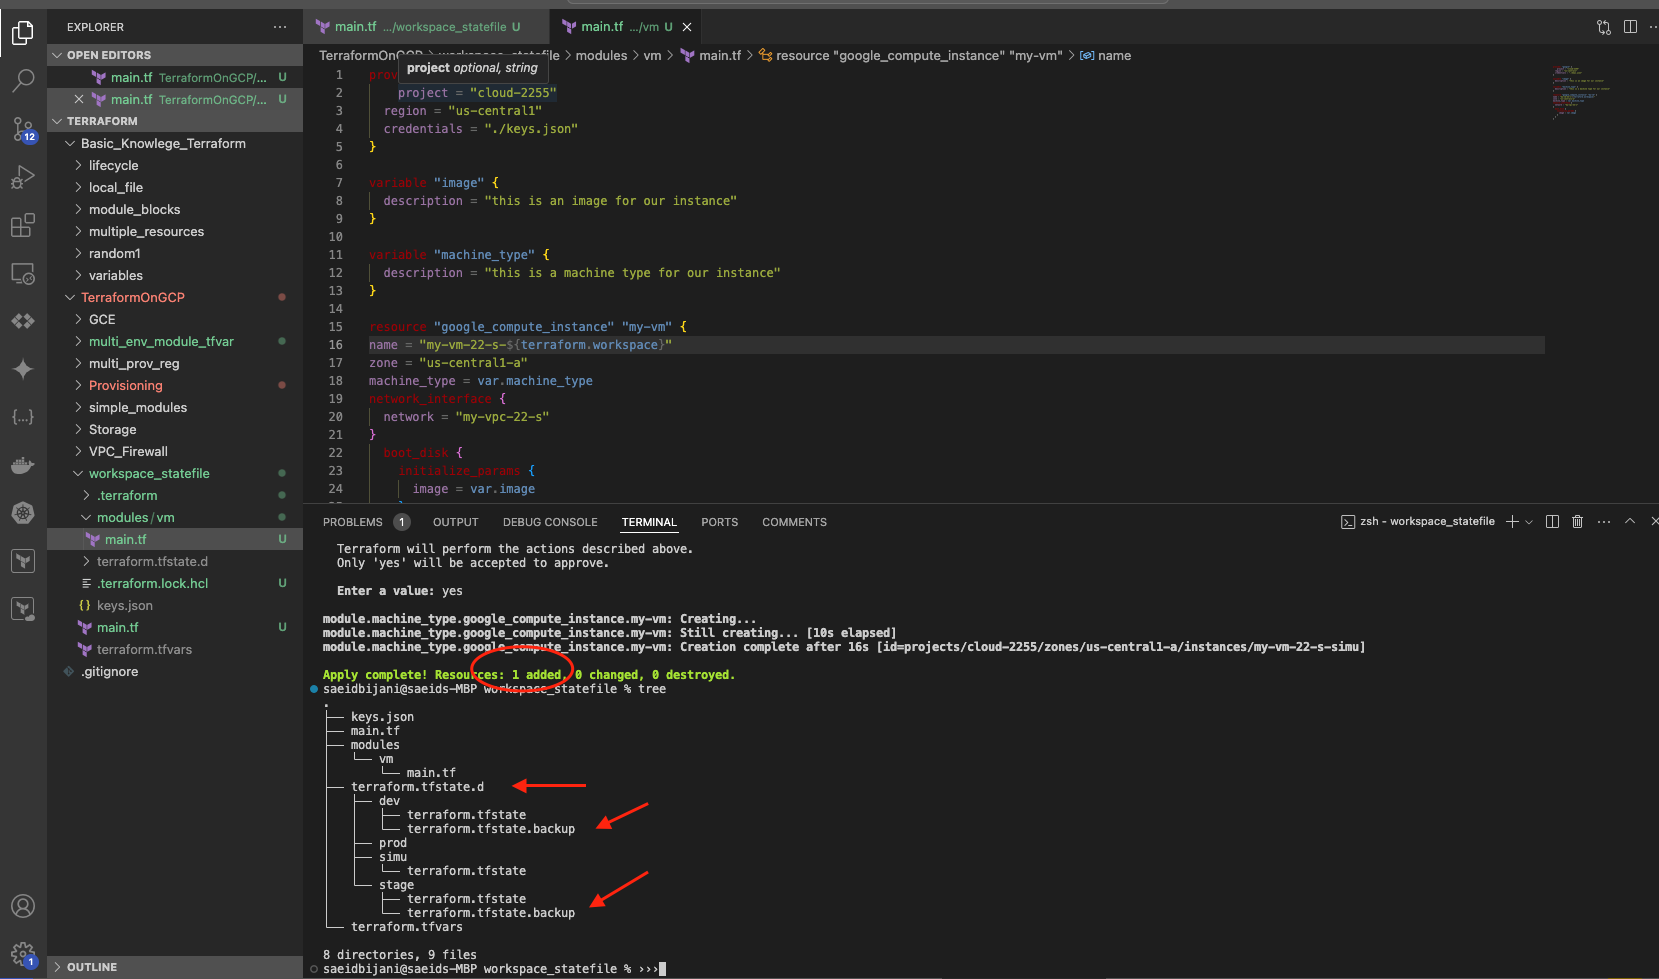 EXPLORER
OPEN EDITORS
main.tf TerraformOnGCP/... U
main.tf TerraformOnGCP/... U
TERRAFORM
Basic_Knowlege_Terraform
lifecycle
local_file
module_blocks
multiple_resources
random1
variables
TerraformOnGCP
GCE
multi_env_module_tfvar
multi_prov_reg
Provisioning
simple_modules
Storage
VPC_Firewall
workspace_statefile
.terraform
modules/vm
main.tf U
terraform.tfstate.d
.terraform.lock.hcl U
keys.json
main.tf U
terraform.tfvars
.gitignore
OUTLINE
12
1
main.tf .../workspace_statefile U
main.tf .../vm U
modules > vm > main.tf > resource "google_compute_instance" "my-vm" > name
project optional, string
1
2 project = "cloud-2255"
3 region = "us-central1"
4 credentials = "./keys.json"
5 }
6
7 variable "image" {
8 description = "this is an image for our instance"
9 }
10
11 variable "machine_type" {
12 description = "this is a machine type for our instance"
13 }
14
15 resource "google_compute_instance" "my-vm" {
16 name = "my-vm-22-s-${terraform.workspace}"
17 zone = "us-central1-a"
18 machine_type = var.machine_type
19 network_interface {
20 network = "my-vpc-22-s"
21 }
22 boot_disk {
23 initialize_params {
24 image = var.image
PROBLEMS 1 OUTPUT DEBUG CONSOLE TERMINAL PORTS COMMENTS
zsh - workspace_statefile
Terraform will perform the actions described above.
Only 'yes' will be accepted to approve.
Enter a value: yes
module.machine_type.google_compute_instance.my-vm: Creating...
module.machine_type.google_compute_instance.my-vm: Still creating... [10s elapsed]
module.machine_type.google_compute_instance.my-vm: Creation complete after 16s [id=projects/cloud-2255/zones/us-central1-a/instances/my-vm-22-s-simu]
Apply complete! Resources: 1 added, 0 changed, 0 destroyed.
saeidbijani@saeids-MBP workspace_statefile % tree
.
├── keys.json
├── main.tf
├── modules
│   └── vm
│       └── main.tf
├── terraform.tfstate.d
│   ├── dev
│   │   ├── terraform.tfstate
│   │   └── terraform.tfstate.backup
│   ├── prod
│   ├── simu
│   │   └── terraform.tfstate
│   └── stage
│       ├── terraform.tfstate
│       └── terraform.tfstate.backup
└── terraform.tfvars
8 directories, 9 files
saeidbijani@saeids-MBP workspace_statefile % ›››